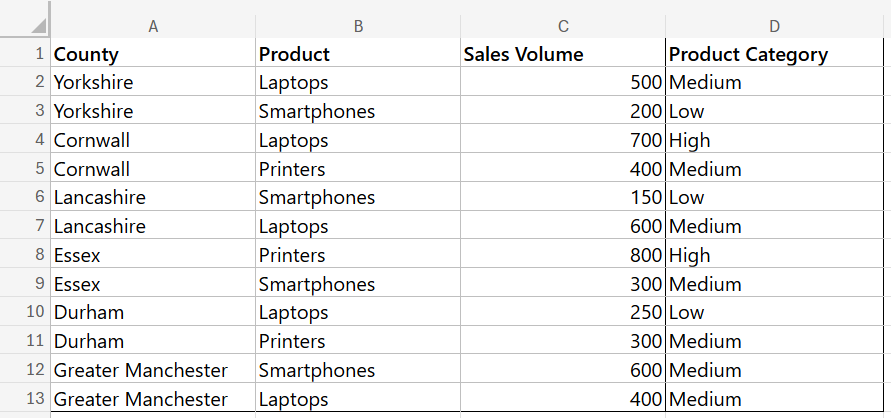 A B C D
1 County Product Sales Volume Product Category
2 Yorkshire Laptops 500 Medium
3 Yorkshire Smartphones 200 Low
4 Cornwall Laptops 700 High
5 Cornwall Printers 400 Medium
6 Lancashire Smartphones 150 Low
7 Lancashire Laptops 600 Medium
8 Essex Printers 800 High
9 Essex Smartphones 300 Medium
10 Durham Laptops 250 Low
11 Durham Printers 300 Medium
12 Greater Manchester Smartphones 600 Medium
13 Greater Manchester Laptops 400 Medium